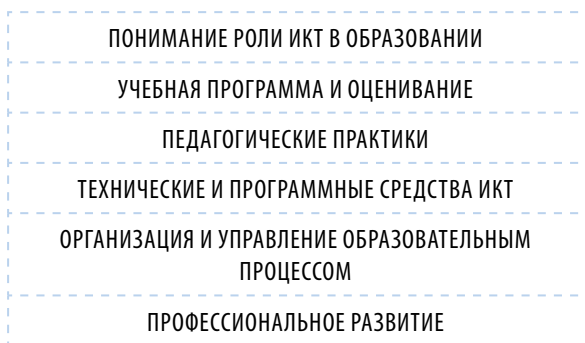 ПОНИМАНИЕ РОЛИ ИКТ В ОБРАЗОВАНИИ
УЧЕБНАЯ ПРОГРАММА И ОЦЕНИВАНИЕ
ПЕДАГОГИЧЕСКИЕ ПРАКТИКИ
ТЕХНИЧЕСКИЕ И ПРОГРАММНЫЕ СРЕДСТВА ИКТ
ОРГАНИЗАЦИЯ И УПРАВЛЕНИЕ ОБРАЗОВАТЕЛЬНЫМ
ПРОЦЕССОМ
ПРОФЕССИОНАЛЬНОЕ РАЗВИТИЕ